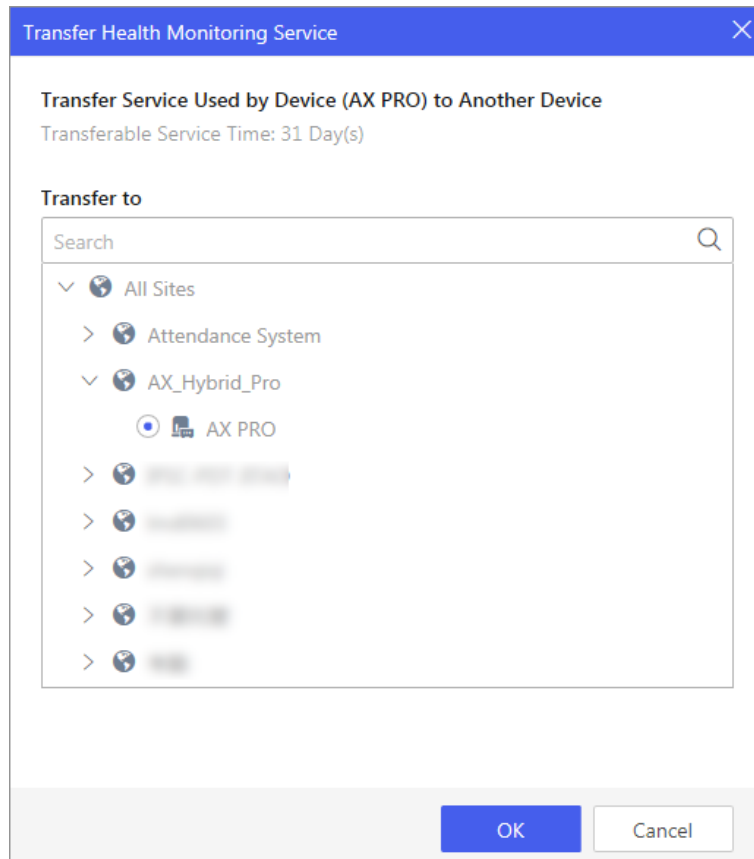 Transfer Health Monitoring Service
Transfer Service Used by Device (AX PRO) to Another Device
Transferable Service Time: 31 Day(s)
Transfer to
Search
All Sites
Attendance System
AX_Hybrid_Pro
AX PRO
OK Cancel